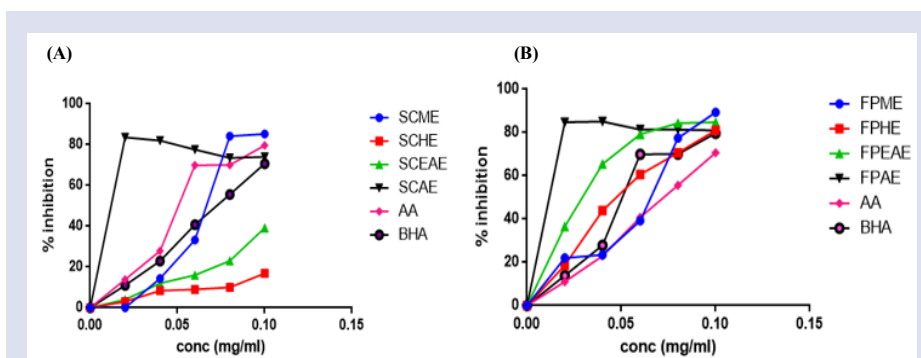 (A)
% inhibition
100
80
60
40
20
0
0.00
0.05
0.10
0.15
conc (mg/ml)
SCME
SCHE
SCEAE
SCAE
AA
BHA
(B)
% inhibition
100
80
60
40
20
0
0.00
0.05
0.10
0.15
conc (mg/ml)
FPME
FPHE
FPEAE
FPAE
AA
BHA